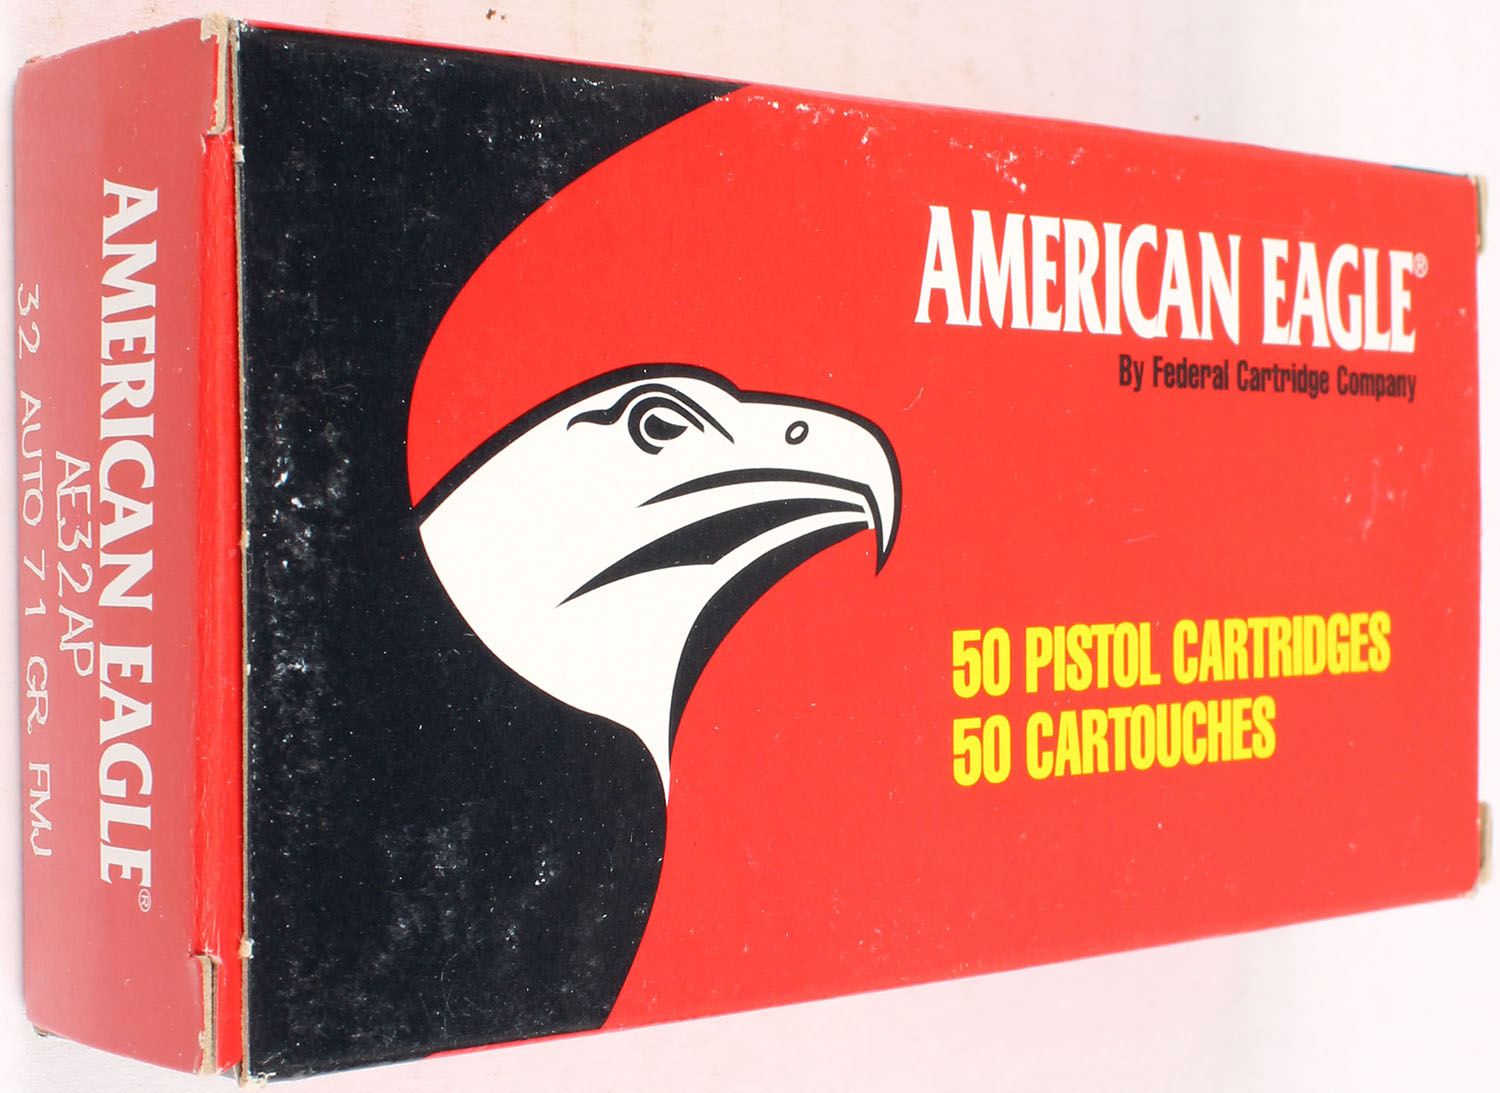 AMERICAN EAGLE®
By Federal Cartridge Company
50 PISTOL CARTRIDGES
50 CARTOUCHES
AMERICAN EAGLE®
AE32AP
32 AUTO 71 GR. FMJ